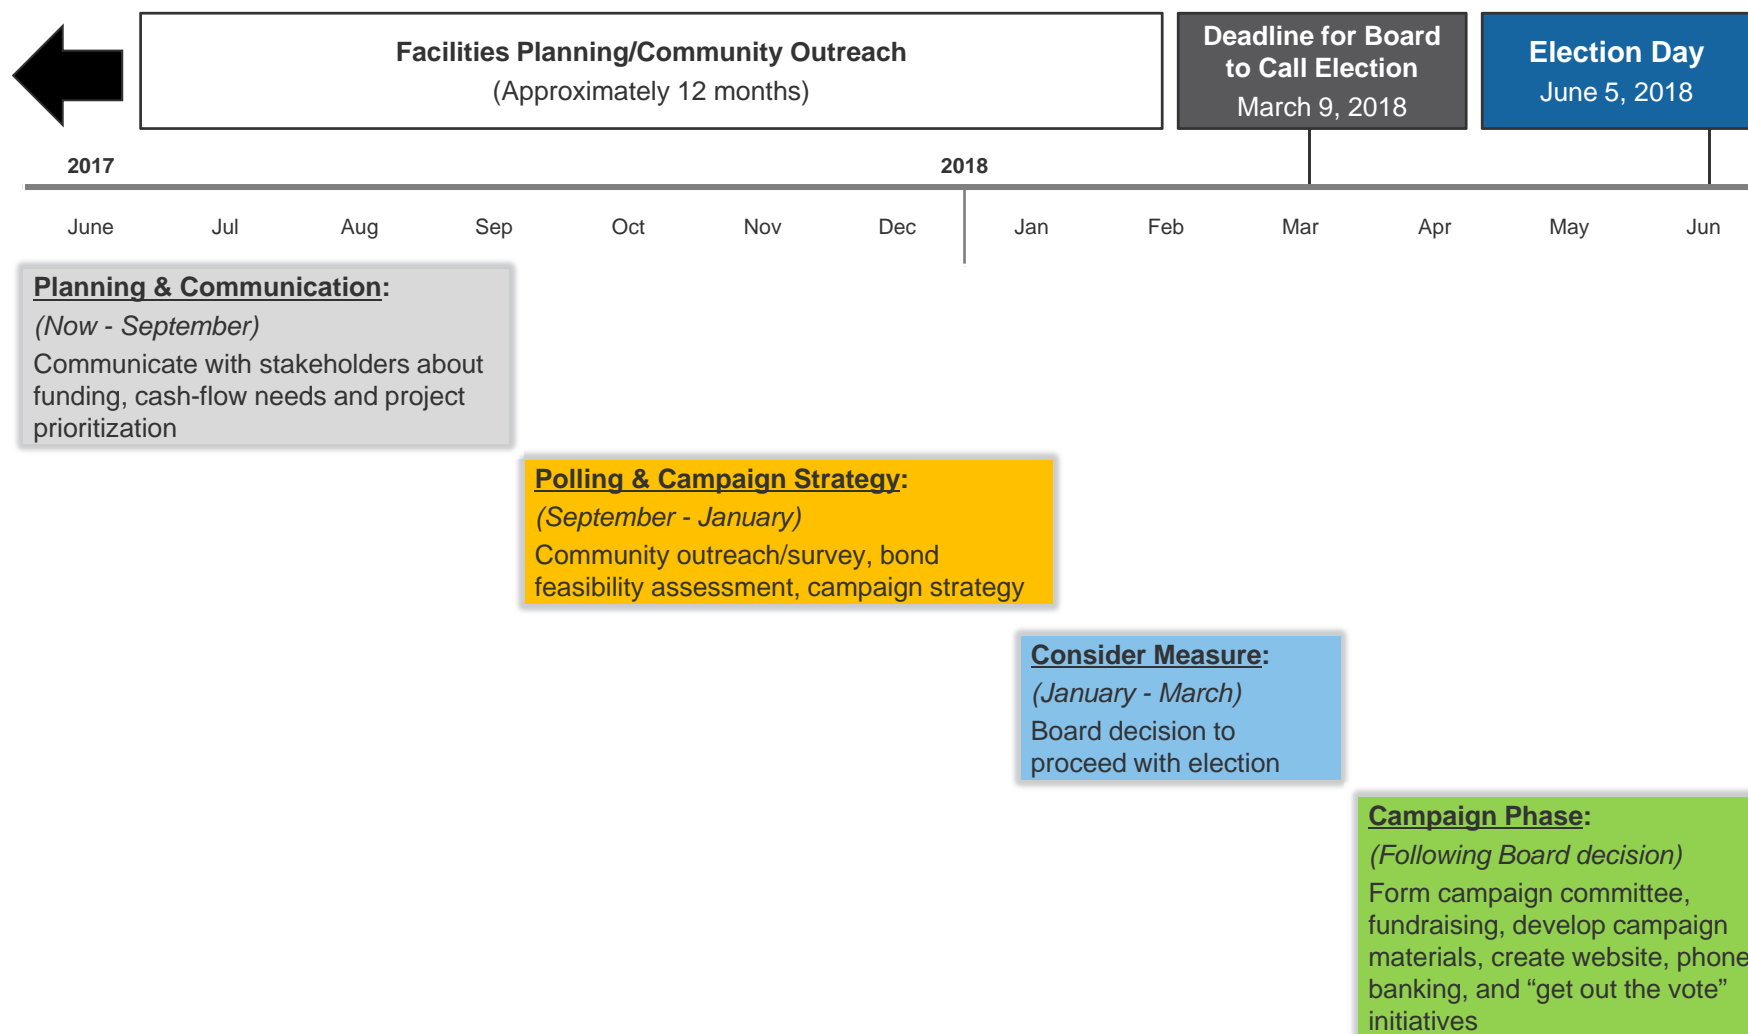 Facilities Planning/Community Outreach
(Approximately 12 months)
Deadline for Board
to Call Election
March 9, 2018
Election Day
June 5, 2018
2017
2018
June Jul Aug Sep Oct Nov Dec Jan Feb Mar Apr May Jun
Planning & Communication:
(Now - September)
Communicate with stakeholders about
funding, cash-flow needs and project
prioritization
Polling & Campaign Strategy:
(September - January)
Community outreach/survey, bond
feasibility assessment, campaign strategy
Consider Measure:
(January - March)
Board decision to
proceed with election
Campaign Phase:
(Following Board decision)
Form campaign committee,
fundraising, develop campaign
materials, create website, phone
banking, and “get out the vote”
initiatives